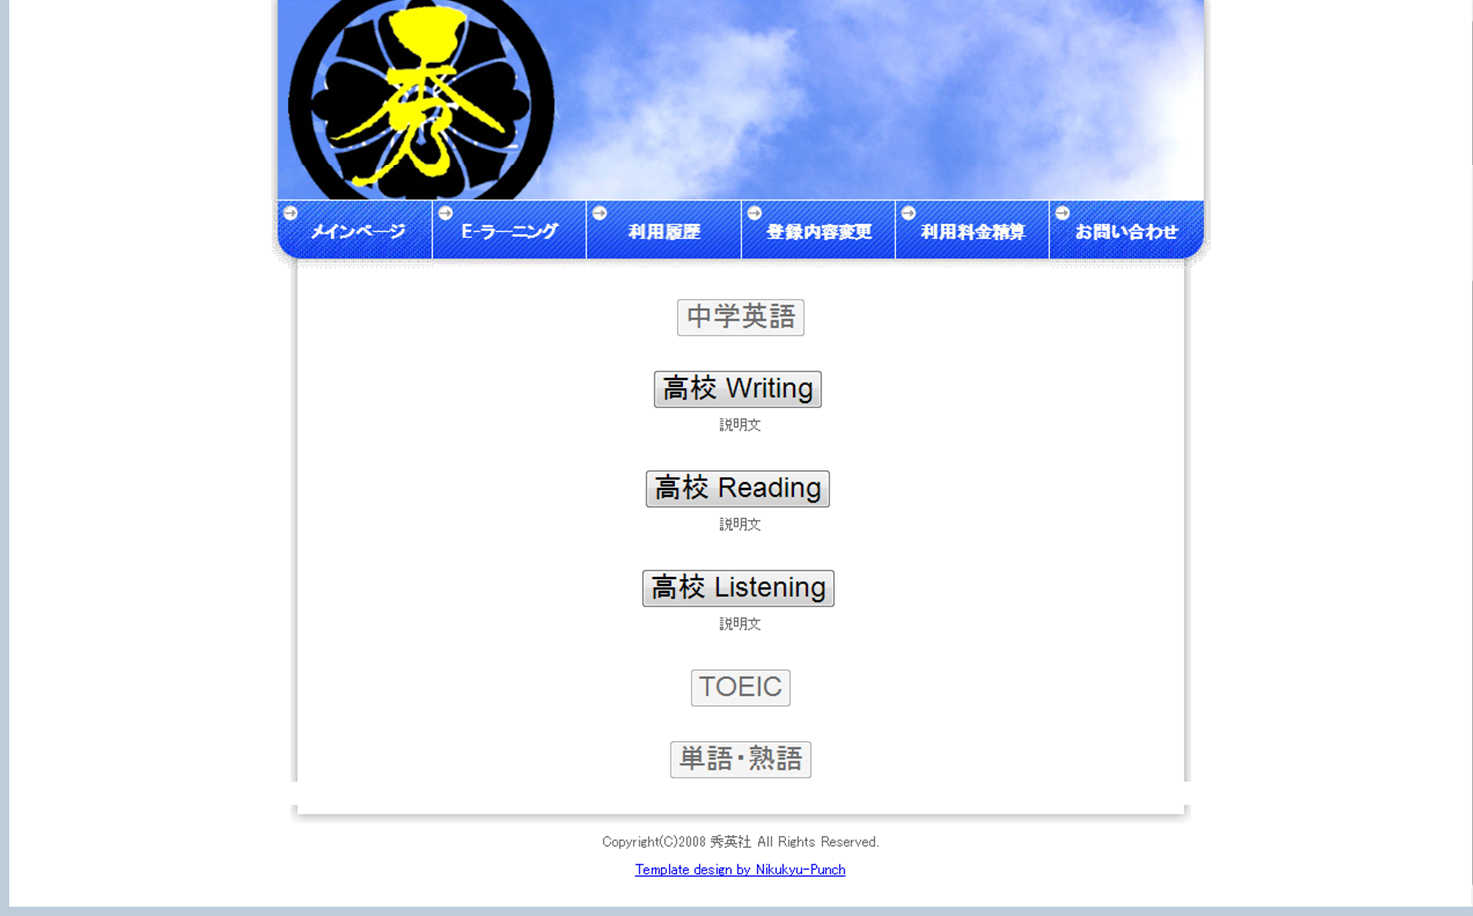 秀
メインページ E-ラーニング 利用履歴 登録内容変更 利用料金精算 お問い合わせ
中学英語
高校 Writing
説明文
高校 Reading
説明文
高校 Listening
説明文
TOEIC
単語・熟語
Copyright(C)2008 秀英社 All Rights Reserved.
Template design by Nikukyu-Punch